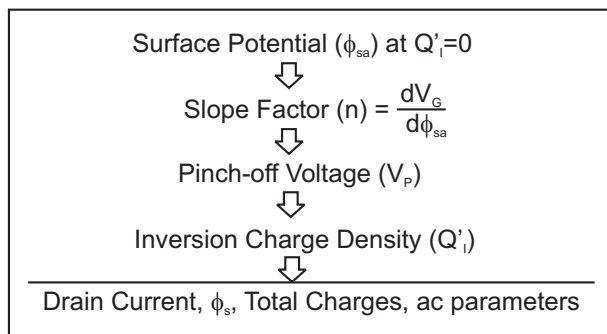 Surface Potential (ϕsa) at Q'I=0
Slope Factor (n) = dVG/dϕsa
Pinch-off Voltage (VP)
Inversion Charge Density (Q'I)
Drain Current, ϕs, Total Charges, ac parameters